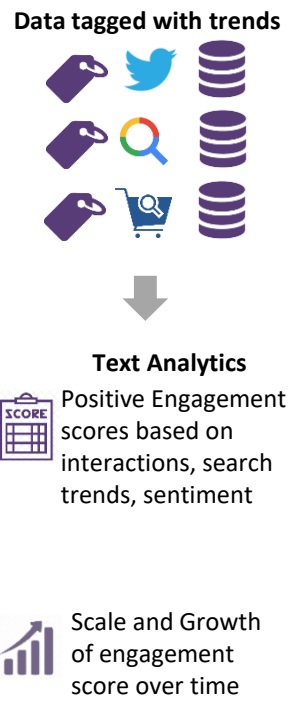 Data tagged with trends
Text Analytics
SCORE
Positive Engagement
scores based on
interactions, search
trends, sentiment
Scale and Growth
of engagement
score over time